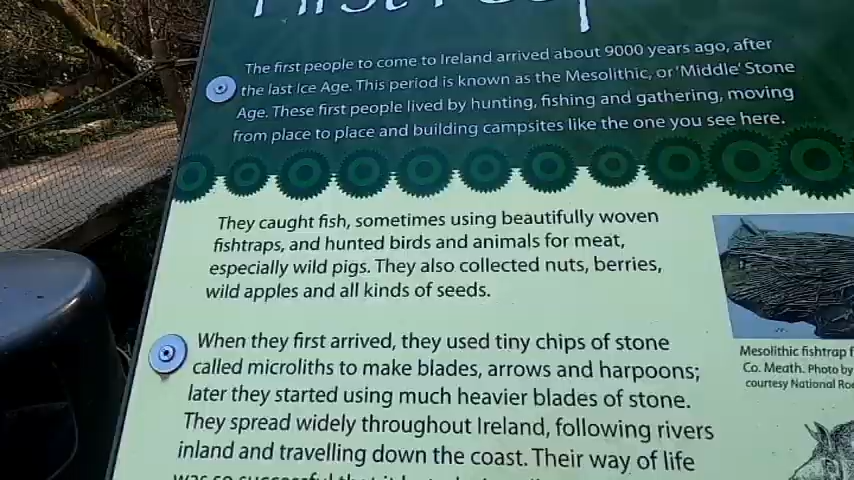 First Peop
The first people to come to Ireland arrived about 9000 years ago, after
the last Ice Age. This period is known as the Mesolithic, or 'Middle' Stone
Age. These first people lived by hunting, fishing and gathering, moving
from place to place and building campsites like the one you see here.
They caught fish, sometimes using beautifully woven
fishtraps, and hunted birds and animals for meat,
especially wild pigs. They also collected nuts, berries,
wild apples and all kinds of seeds.
Mesolithic fishtrap f
Co. Meath. Photo by
courtesy National Ro
When they first arrived, they used tiny chips of stone
called microliths to make blades, arrows and harpoons;
later they started using much heavier blades of stone.
They spread widely throughout Ireland, following rivers
inland and travelling down the coast. Their way of life
was so successful that it